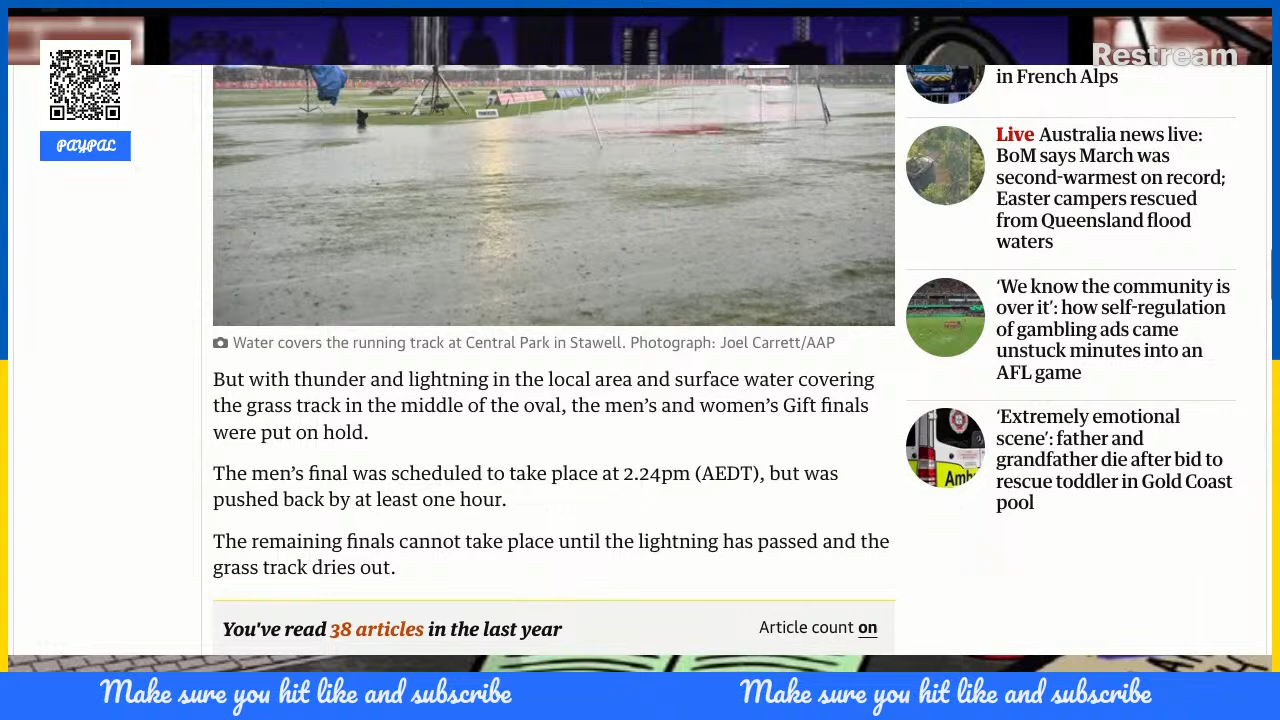 Restream
PAYPAL
Water covers the running track at Central Park in Stawell. Photograph: Joel Carrett/AAP
But with thunder and lightning in the local area and surface water covering
the grass track in the middle of the oval, the men’s and women’s Gift finals
were put on hold.
The men’s final was scheduled to take place at 2.24pm (AEDT), but was
pushed back by at least one hour.
The remaining finals cannot take place until the lightning has passed and the
grass track dries out.
You've read 38 articles in the last year
Article count on
in French Alps
Live Australia news live:
BoM says March was
second-warmest on record;
Easter campers rescued
from Queensland flood
waters
‘We know the community is
over it’: how self-regulation
of gambling ads came
unstuck minutes into an
AFL game
‘Extremely emotional
scene’: father and
grandfather die after bid to
rescue toddler in Gold Coast
pool
Ambu
Make sure you hit like and subscribe
Make sure you hit like and subscribe